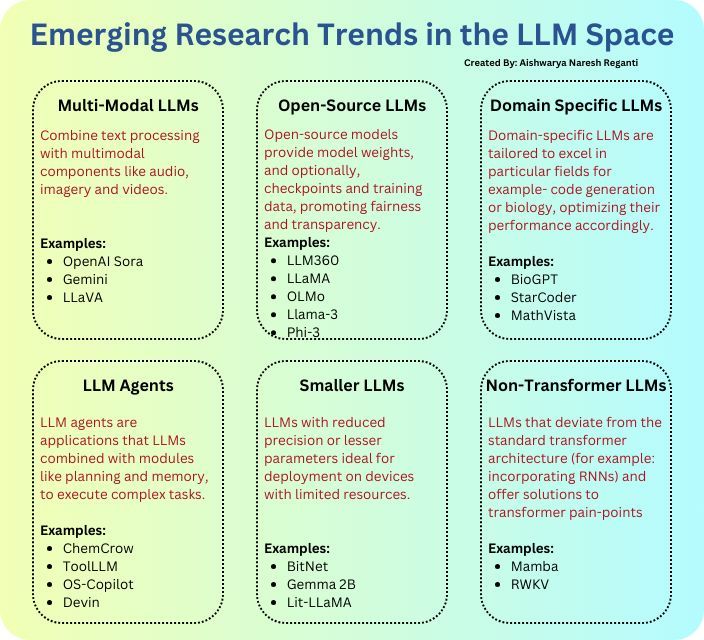 Emerging Research Trends in the LLM Space
Created By: Aishwarya Naresh Reganti
Multi-Modal LLMs
Combine text processing
with multimodal
components like audio,
imagery and videos.
Examples:
• OpenAI Sora
• Gemini
• LLaVA
Open-Source LLMs
Open-source models
provide model weights,
and optionally,
checkpoints and training
data, promoting fairness
and transparency.
Examples:
• LLM360
• LLaMA
• OLMo
• Llama-3
• Phi-3
Domain Specific LLMs
Domain-specific LLMs are
tailored to excel in
particular fields for
example- code generation
or biology, optimizing their
performance accordingly.
Examples:
• BioGPT
• StarCoder
• MathVista
LLM Agents
LLM agents are
applications that LLMs
combined with modules
like planning and memory,
to execute complex tasks.
Examples:
• ChemCrow
• ToolLLM
• OS-Copilot
• Devin
Smaller LLMs
LLMs with reduced
precision or lesser
parameters ideal for
deployment on devices
with limited resources.
Examples:
• BitNet
• Gemma 2B
• Lit-LLaMA
Non-Transformer LLMs
LLMs that deviate from the
standard transformer
architecture (for example:
incorporating RNNs) and
offer solutions to
transformer pain-points
Examples:
• Mamba
• RWKV